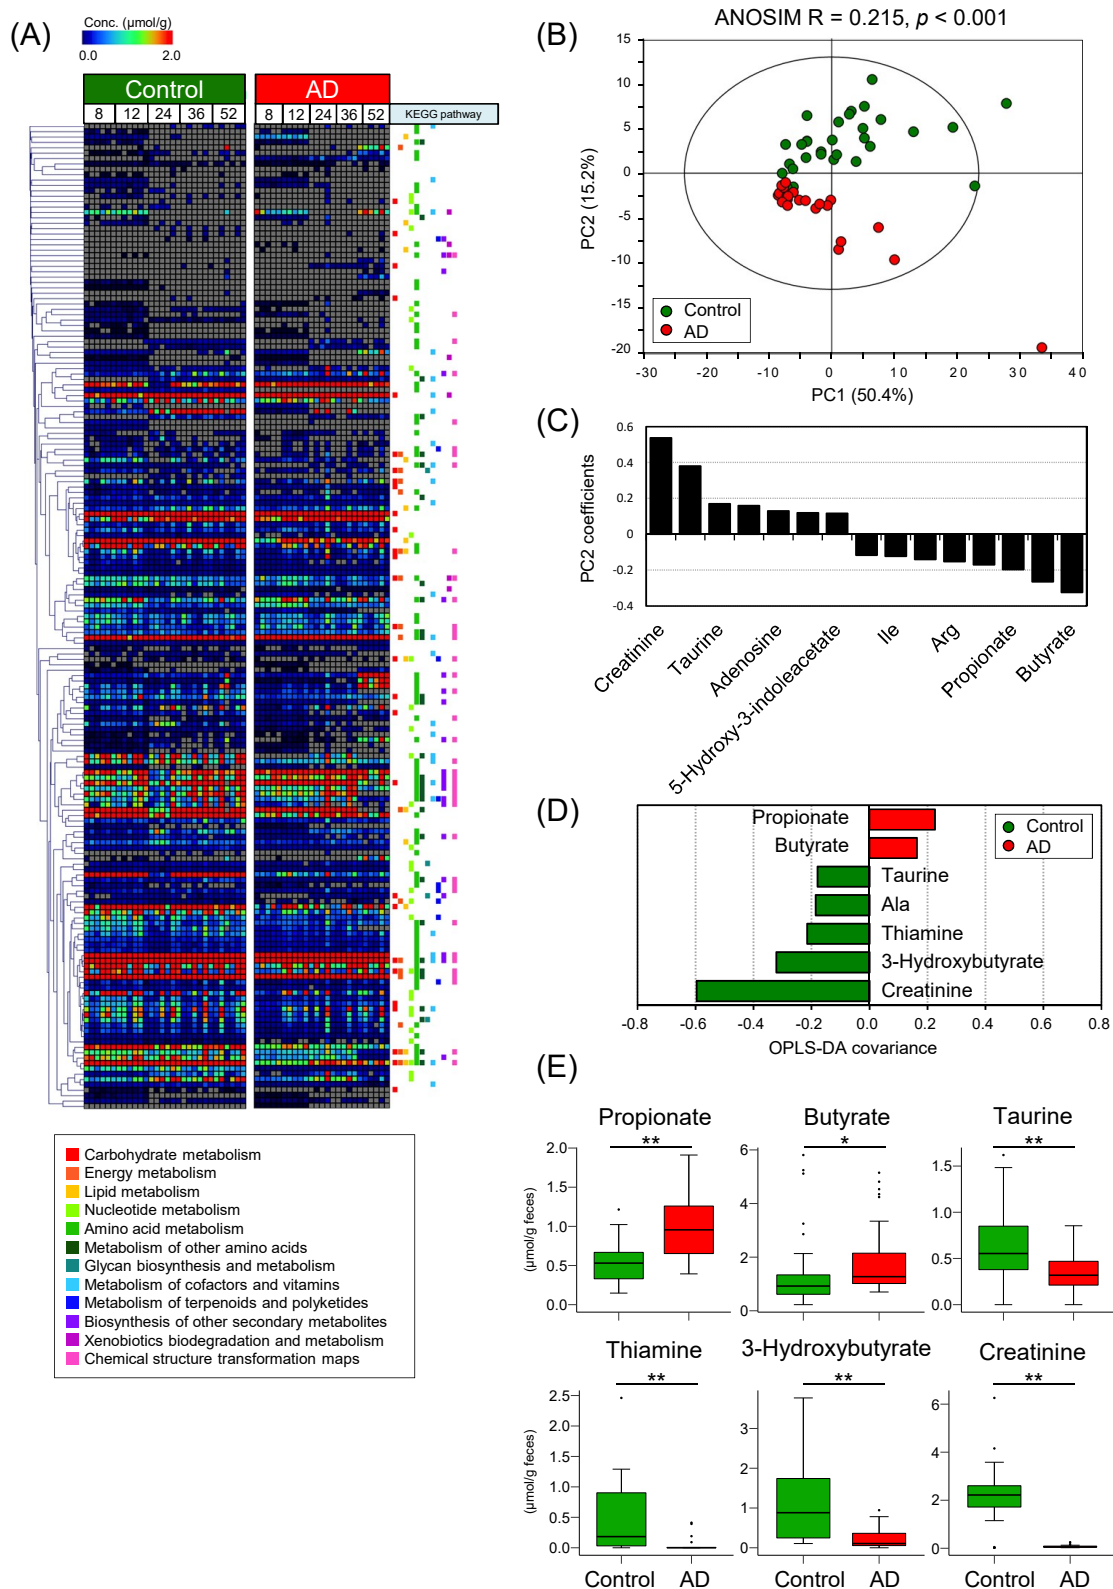 (A)
Conc. (μmol/g)
0.0 2.0
Control AD
8 12 24 36 52 8 12 24 36 52 KEGG pathway
Carbohydrate metabolism
Energy metabolism
Lipid metabolism
Nucleotide metabolism
Amino acid metabolism
Metabolism of other amino acids
Glycan biosynthesis and metabolism
Metabolism of cofactors and vitamins
Metabolism of terpenoids and polyketides
Biosynthesis of other secondary metabolites
Xenobiotics biodegradation and metabolism
Chemical structure transformation maps
(B)
ANOSIM R = 0.215, p < 0.001
PC2 (15.2%)
15
10
5
0
-5
-10
-15
-20
Control
AD
-30 -20 -10 0 10 20 30 40
PC1 (50.4%)
(C)
PC2 coefficients
0.6
0.4
0.2
0
-0.2
-0.4
Creatinine
Taurine
Adenosine
5-Hydroxy-3-indoleacetate
Ile
Arg
Propionate
Butyrate
(D)
Propionate
Butyrate
Taurine
Ala
Thiamine
3-Hydroxybutyrate
Creatinine
Control
AD
-0.8 -0.6 -0.4 -0.2 0.0 0.2 0.4 0.6 0.8
OPLS-DA covariance
(E)
Propionate
**
(μmol/g feces)
2.0
1.5
1.0
0.5
0.0
Butyrate
*
6
4
2
0
Taurine
**
1.5
1.0
0.5
0.0
Thiamine
**
(μmol/g feces)
2.5
2.0
1.5
1.0
0.5
0.0
Control AD
3-Hydroxybutyrate
**
3
2
1
0
Control AD
Creatinine
**
6
4
2
0
Control AD